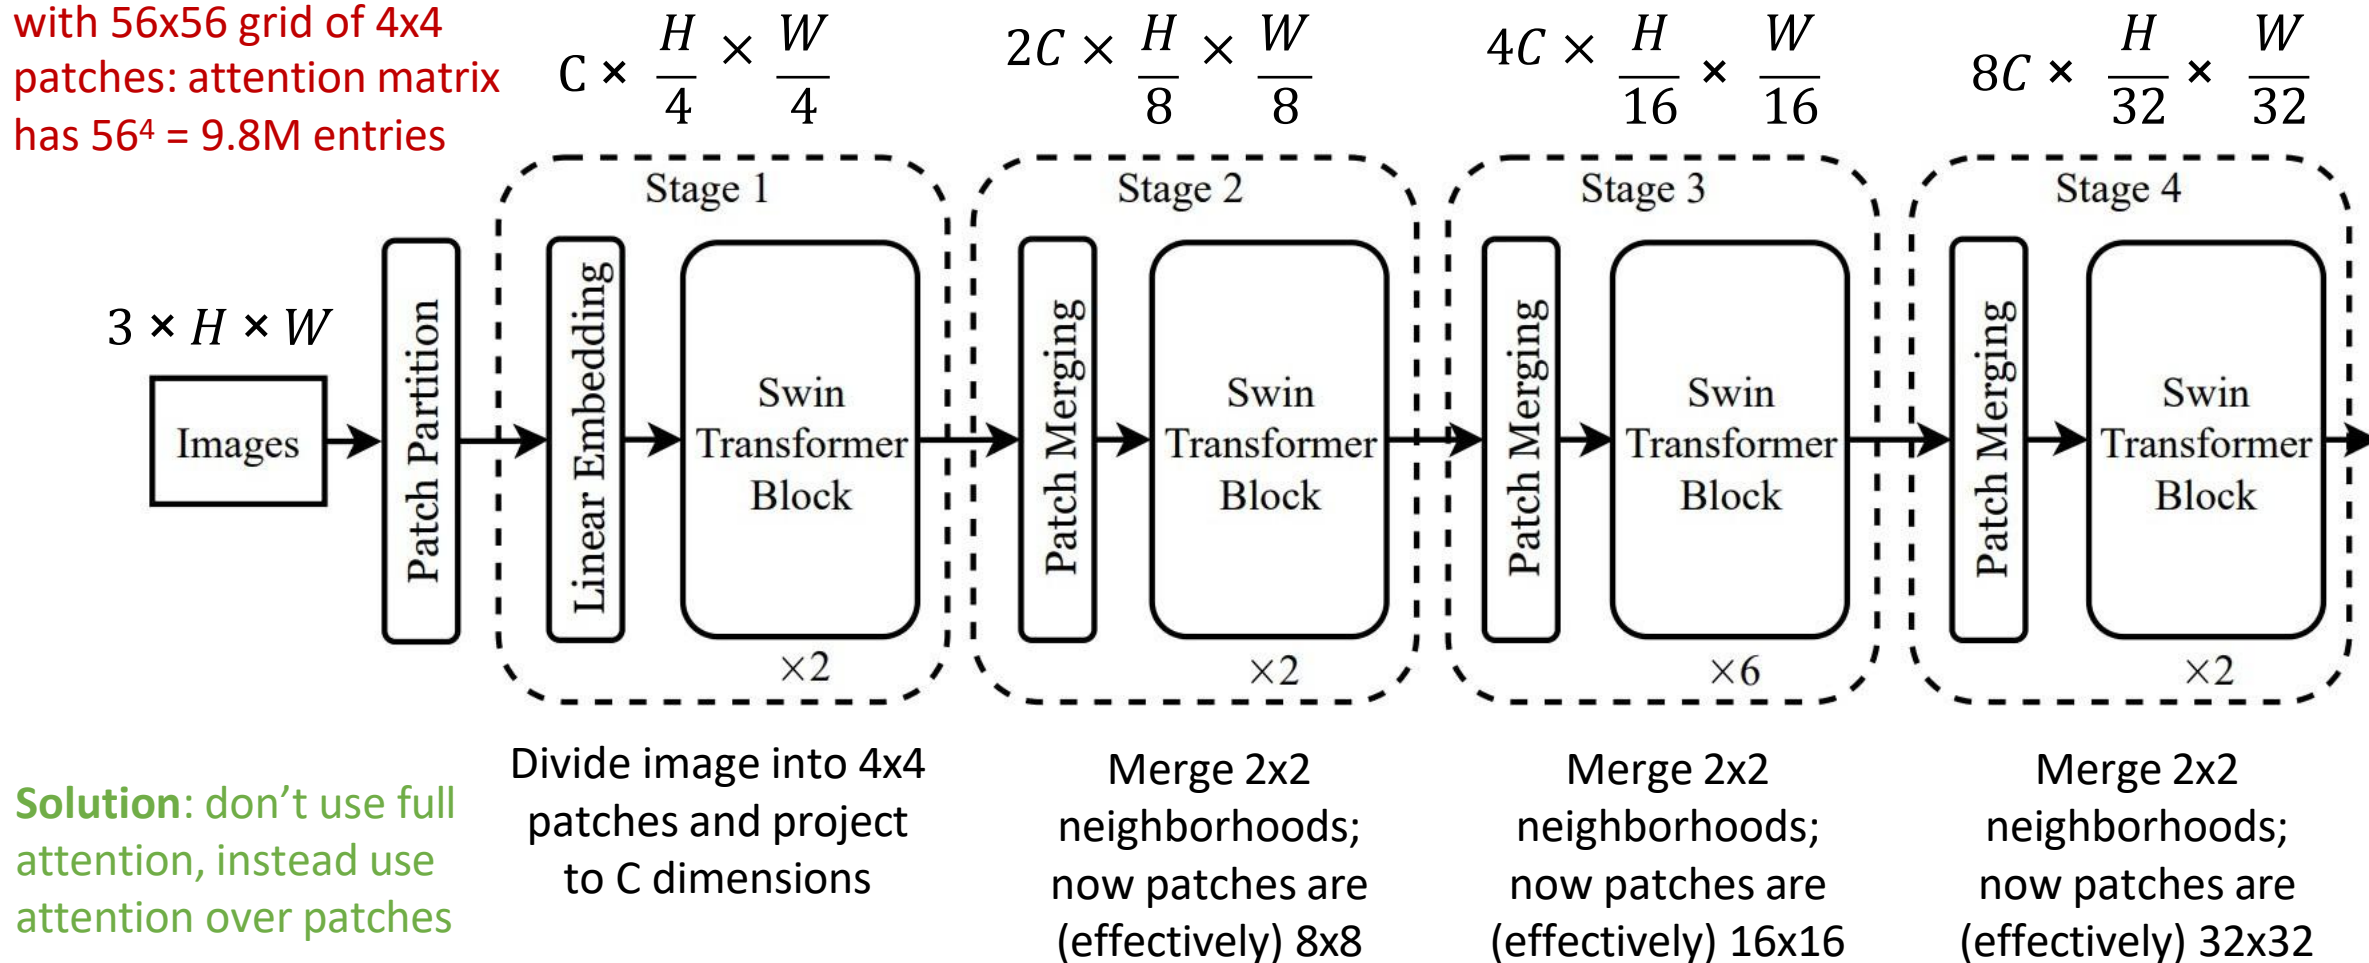 with 56x56 grid of 4x4
patches: attention matrix
has 56⁴ = 9.8M entries
C × H/4 × W/4
2C × H/8 × W/8
4C × H/16 × W/16
8C × H/32 × W/32
Stage 1
Stage 2
Stage 3
Stage 4
3 × H × W
Images
Patch Partition
Linear Embedding
Swin
Transformer
Block
×2
Patch Merging
Swin
Transformer
Block
×2
Patch Merging
Swin
Transformer
Block
×6
Patch Merging
Swin
Transformer
Block
×2
Solution: don’t use full
attention, instead use
attention over patches
Divide image into 4x4
patches and project
to C dimensions
Merge 2x2
neighborhoods;
now patches are
(effectively) 8x8
Merge 2x2
neighborhoods;
now patches are
(effectively) 16x16
Merge 2x2
neighborhoods;
now patches are
(effectively) 32x32